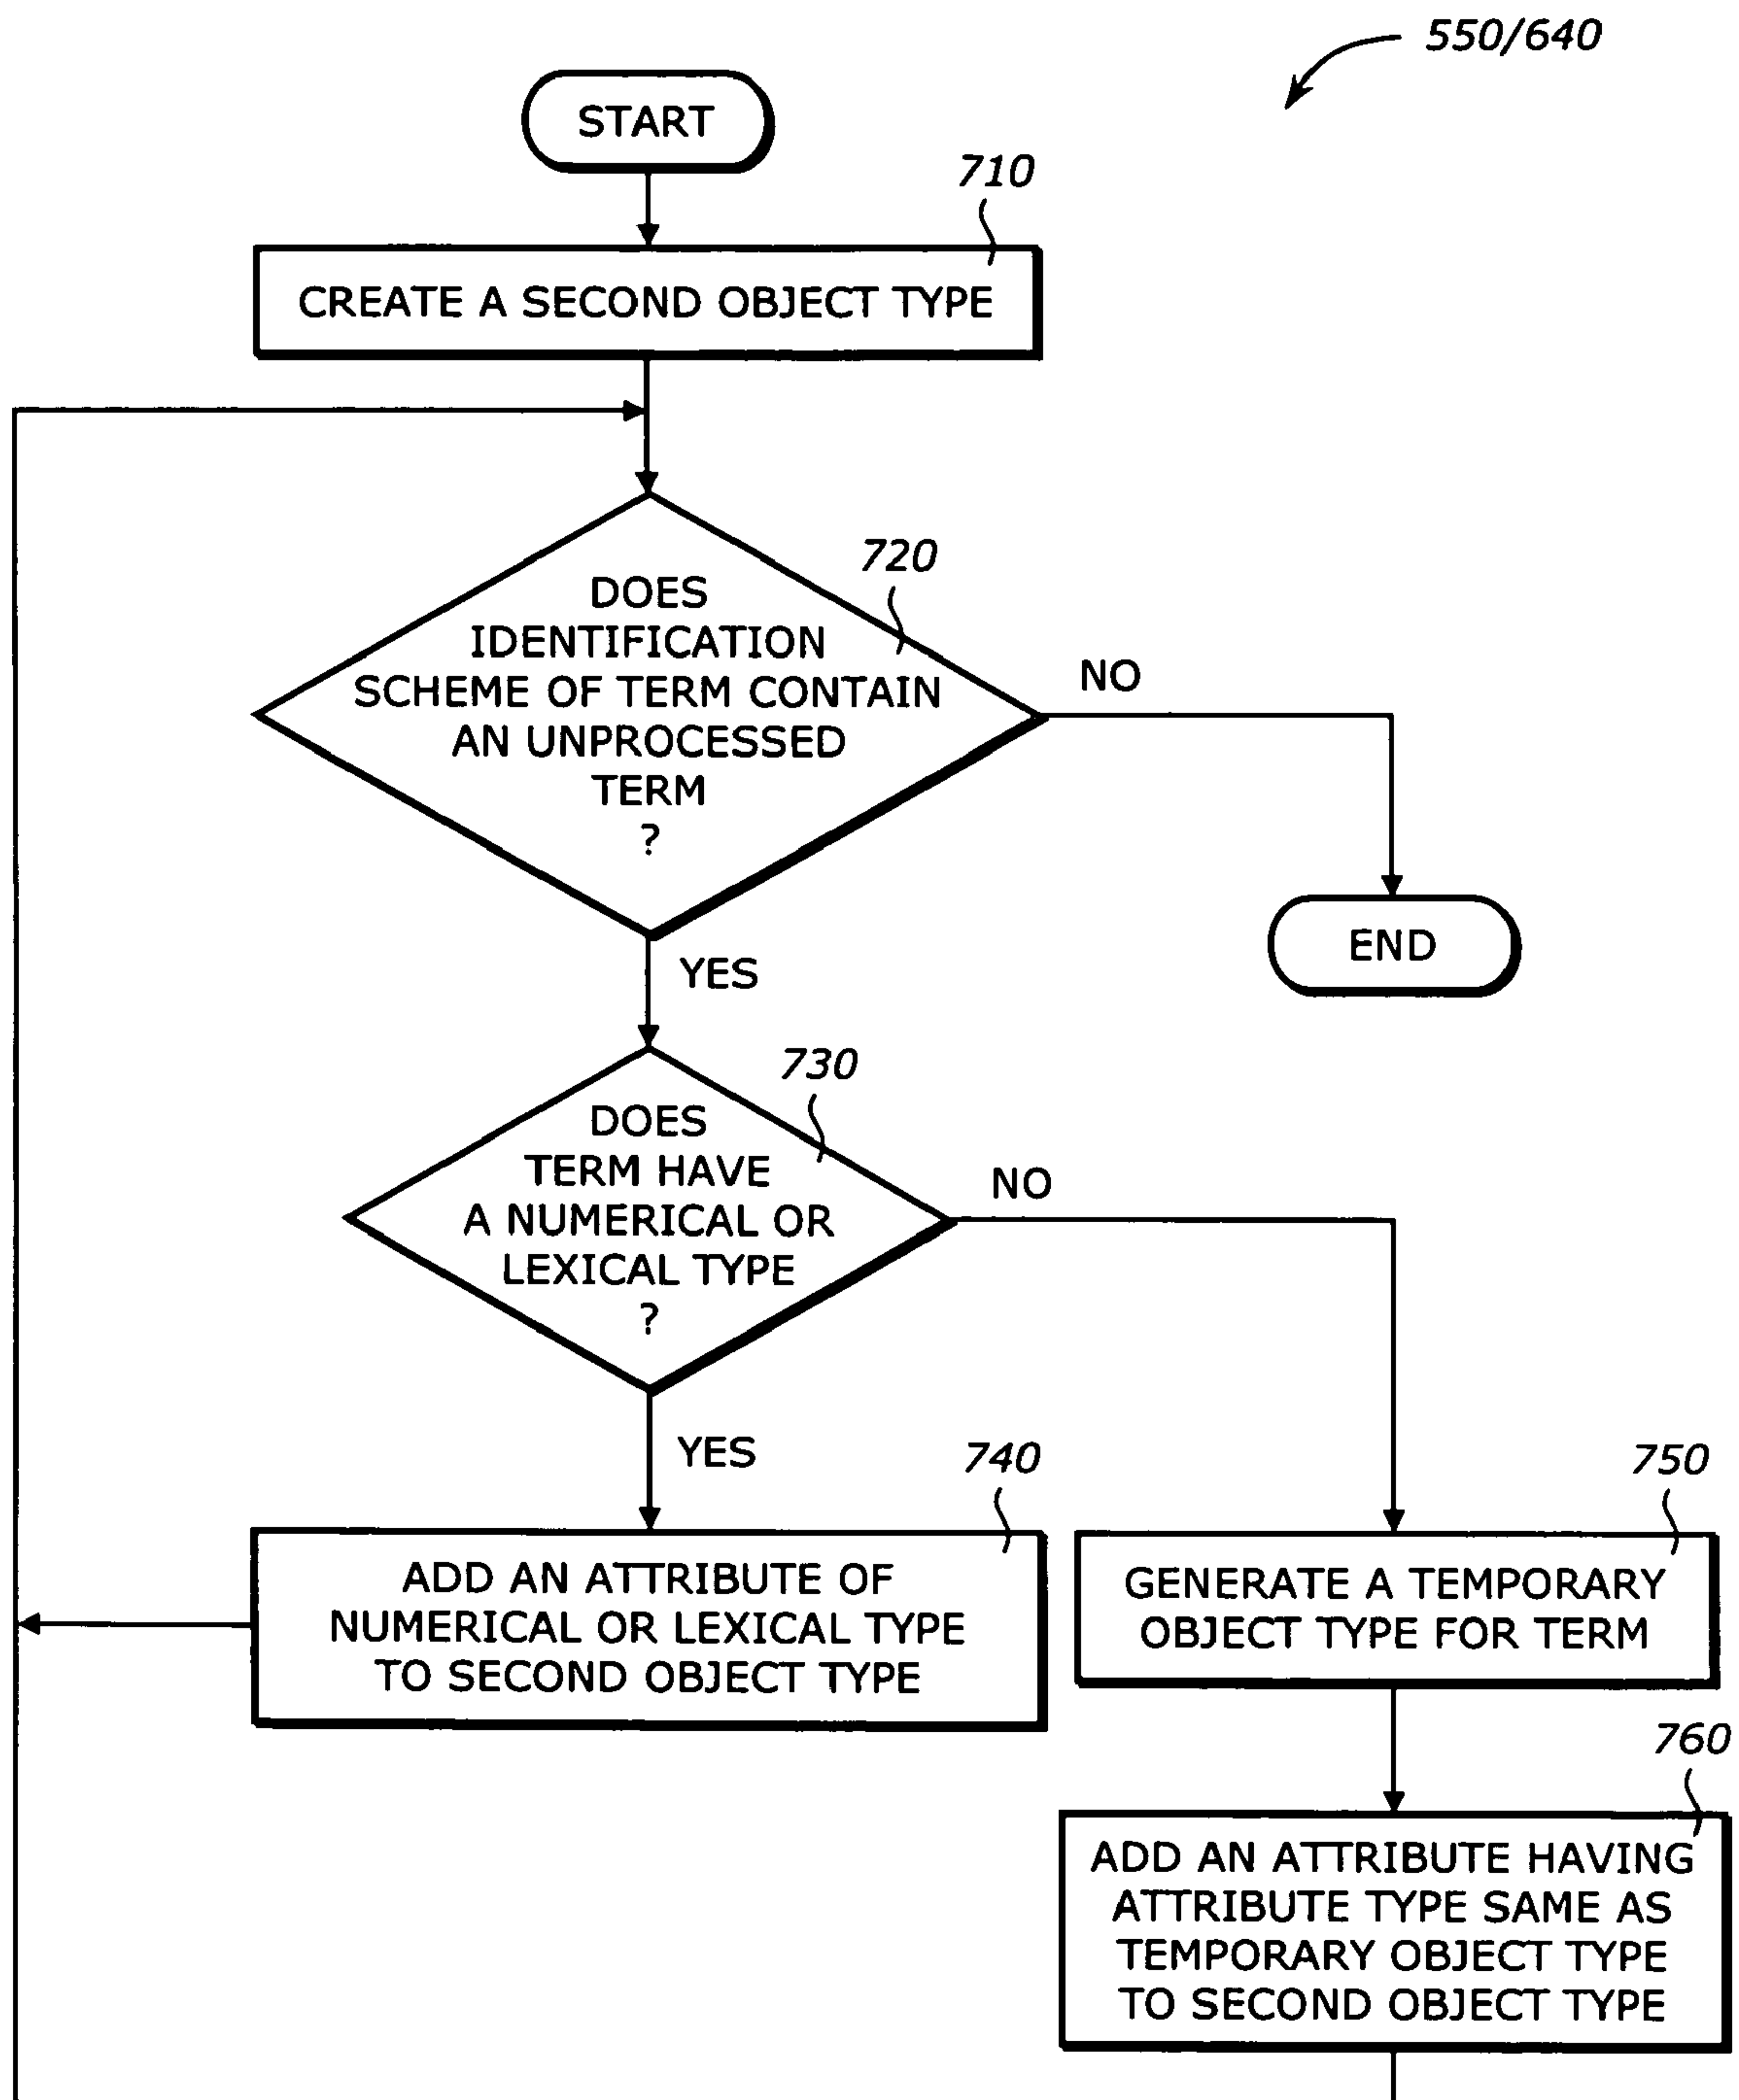 550/640
START
710
CREATE A SECOND OBJECT TYPE
720
DOES
IDENTIFICATION
SCHEME OF TERM CONTAIN
AN UNPROCESSED
TERM
?
NO
END
YES
730
DOES
TERM HAVE
A NUMERICAL OR
LEXICAL TYPE
?
NO
YES
740
ADD AN ATTRIBUTE OF
NUMERICAL OR LEXICAL TYPE
TO SECOND OBJECT TYPE
750
GENERATE A TEMPORARY
OBJECT TYPE FOR TERM
760
ADD AN ATTRIBUTE HAVING
ATTRIBUTE TYPE SAME AS
TEMPORARY OBJECT TYPE
TO SECOND OBJECT TYPE